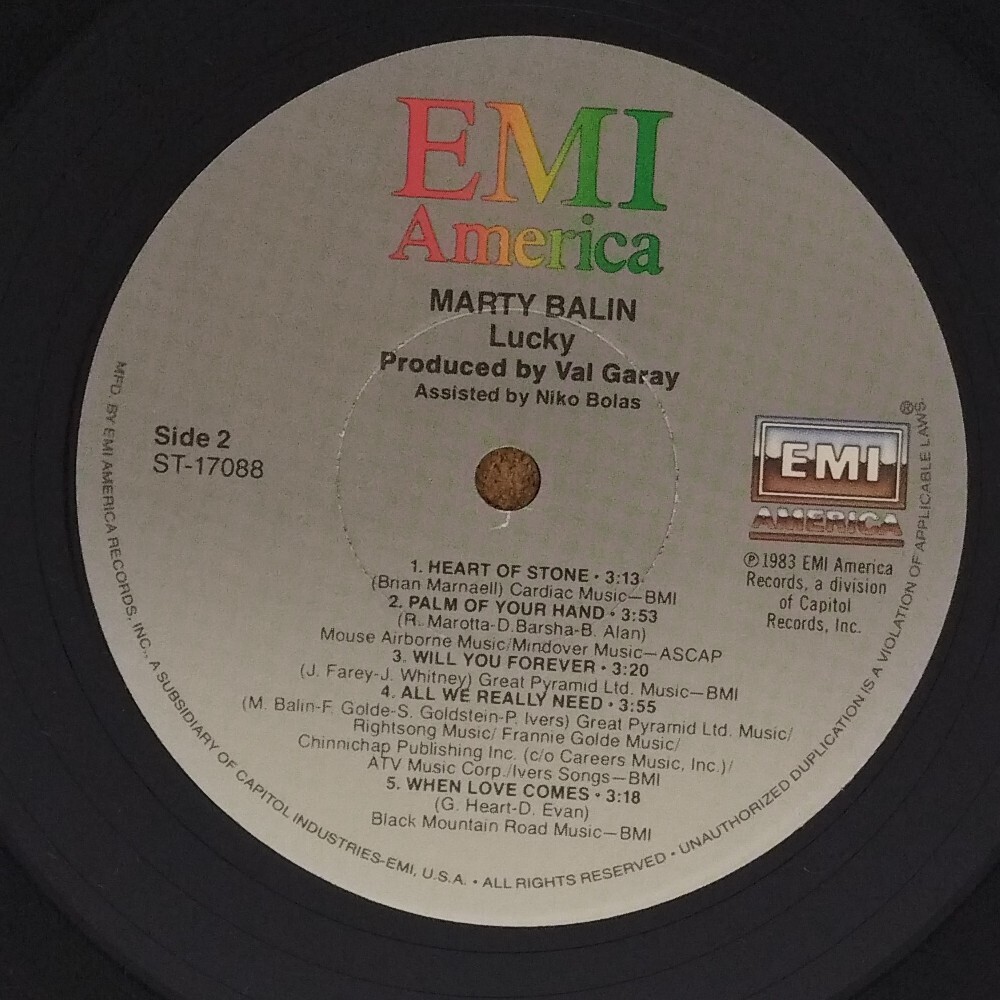 EMI
America
MARTY BALIN
Lucky
Produced by Val Garay
Assisted by Niko Bolas
Side 2
ST-17088
®
EMI
AMERICA
℗ 1983 EMI America
Records, a division
of Capitol
Records, Inc.
1. HEART OF STONE • 3:13
(Brian Marnaell) Cardiac Music—BMI
2. PALM OF YOUR HAND • 3:53
(R. Marotta-D.Barsha-B. Alan)
Mouse Airborne Music/Mindover Music—ASCAP
3. WILL YOU FOREVER • 3:20
(J. Farey-J. Whitney) Great Pyramid Ltd. Music—BMI
4. ALL WE REALLY NEED • 3:55
(M. Balin-F. Golde-S. Goldstein-P. Ivers) Great Pyramid Ltd. Music/
Rightsong Music/ Frannie Golde Music/
Chinnichap Publishing Inc. (c/o Careers Music, Inc.)/
ATV Music Corp./Ivers Songs—BMI
5. WHEN LOVE COMES • 3:18
(G. Heart-D. Evan)
Black Mountain Road Music—BMI
MFD. BY EMI AMERICA RECORDS, INC., A SUBSIDIARY OF CAPITOL INDUSTRIES-EMI, U.S.A. • ALL RIGHTS RESERVED • UNAUTHORIZED DUPLICATION IS A VIOLATION OF APPLICABLE LAWS.